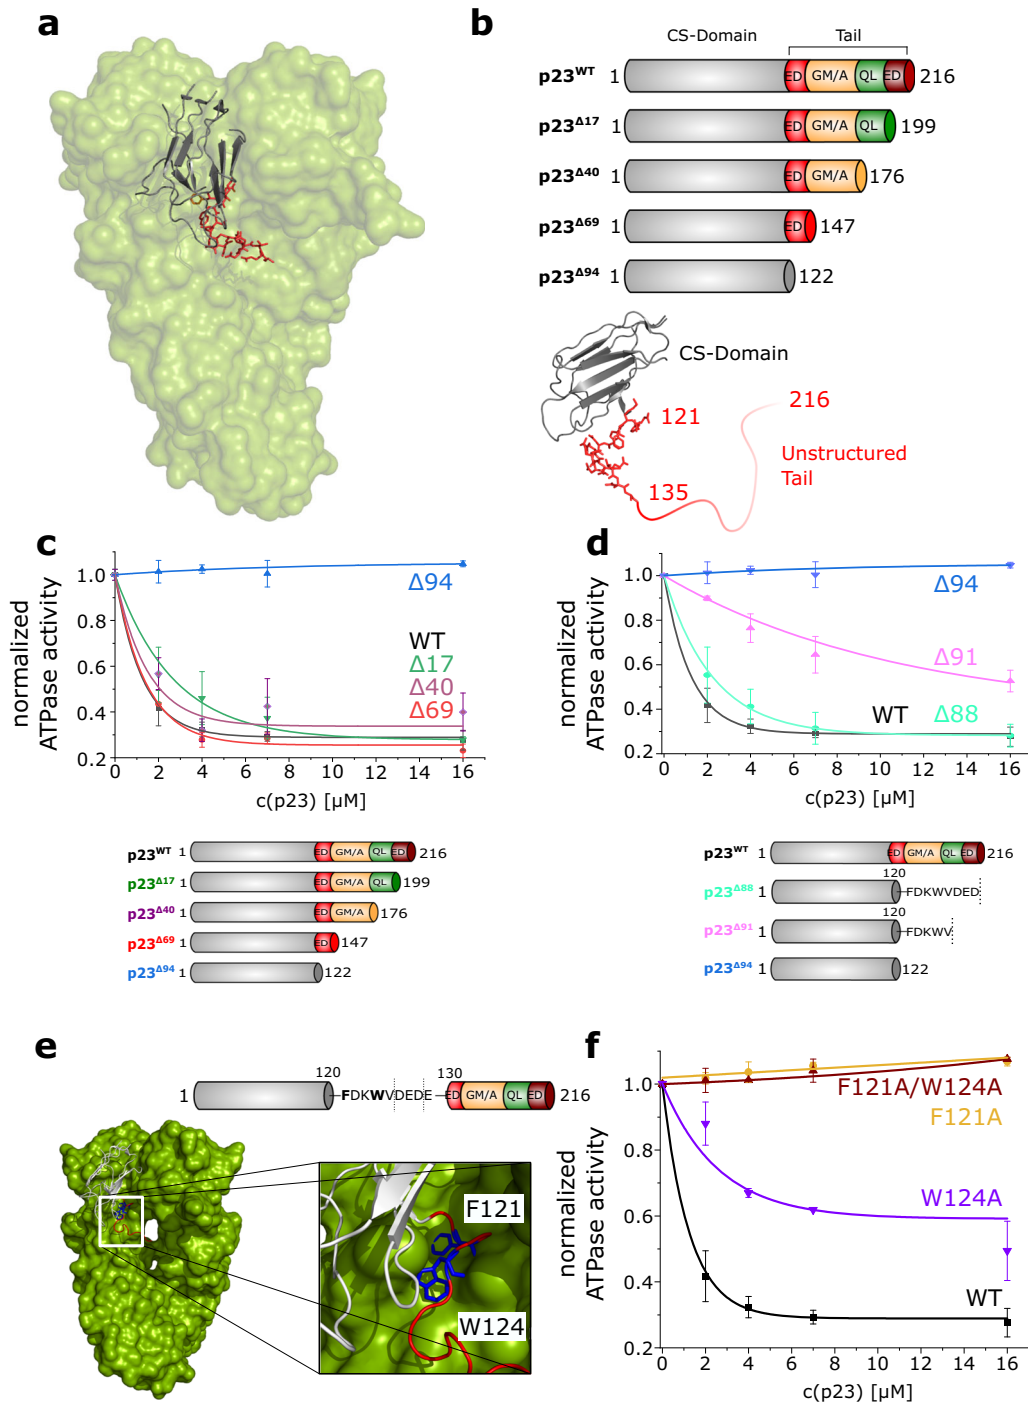 a
b
CS-Domain Tail
p23WT 1 ED GM/A QL ED 216
p23Δ17 1 ED GM/A QL 199
p23Δ40 1 ED GM/A 176
p23Δ69 1 ED 147
p23Δ94 1 122
CS-Domain
121
216
Unstructured
Tail
135
c
normalized
ATPase activity
1.0
0.8
0.6
0.4
0.2
Δ94
WT
Δ17
Δ40
Δ69
0 2 4 6 8 10 12 14 16
c(p23) [µM]
p23WT 1 ED GM/A QL ED 216
p23Δ17 1 ED GM/A QL 199
p23Δ40 1 ED GM/A 176
p23Δ69 1 ED 147
p23Δ94 1 122
d
normalized
ATPase activity
1.0
0.8
0.6
0.4
0.2
Δ94
Δ91
WT Δ88
0 2 4 6 8 10 12 14 16
c(p23) [µM]
p23WT 1 ED GM/A QL ED 216
120
p23Δ88 1 FDKWVDED
120
p23Δ91 1 FDKWV
p23Δ94 1 122
e
120 130
1 FDKWVDEDE ED GM/A QL ED 216
F121
W124
f
normalized
ATPase activity
1.0
0.8
0.6
0.4
0.2
F121A/W124A
F121A
W124A
WT
0 2 4 6 8 10 12 14 16
c(p23) [µM]